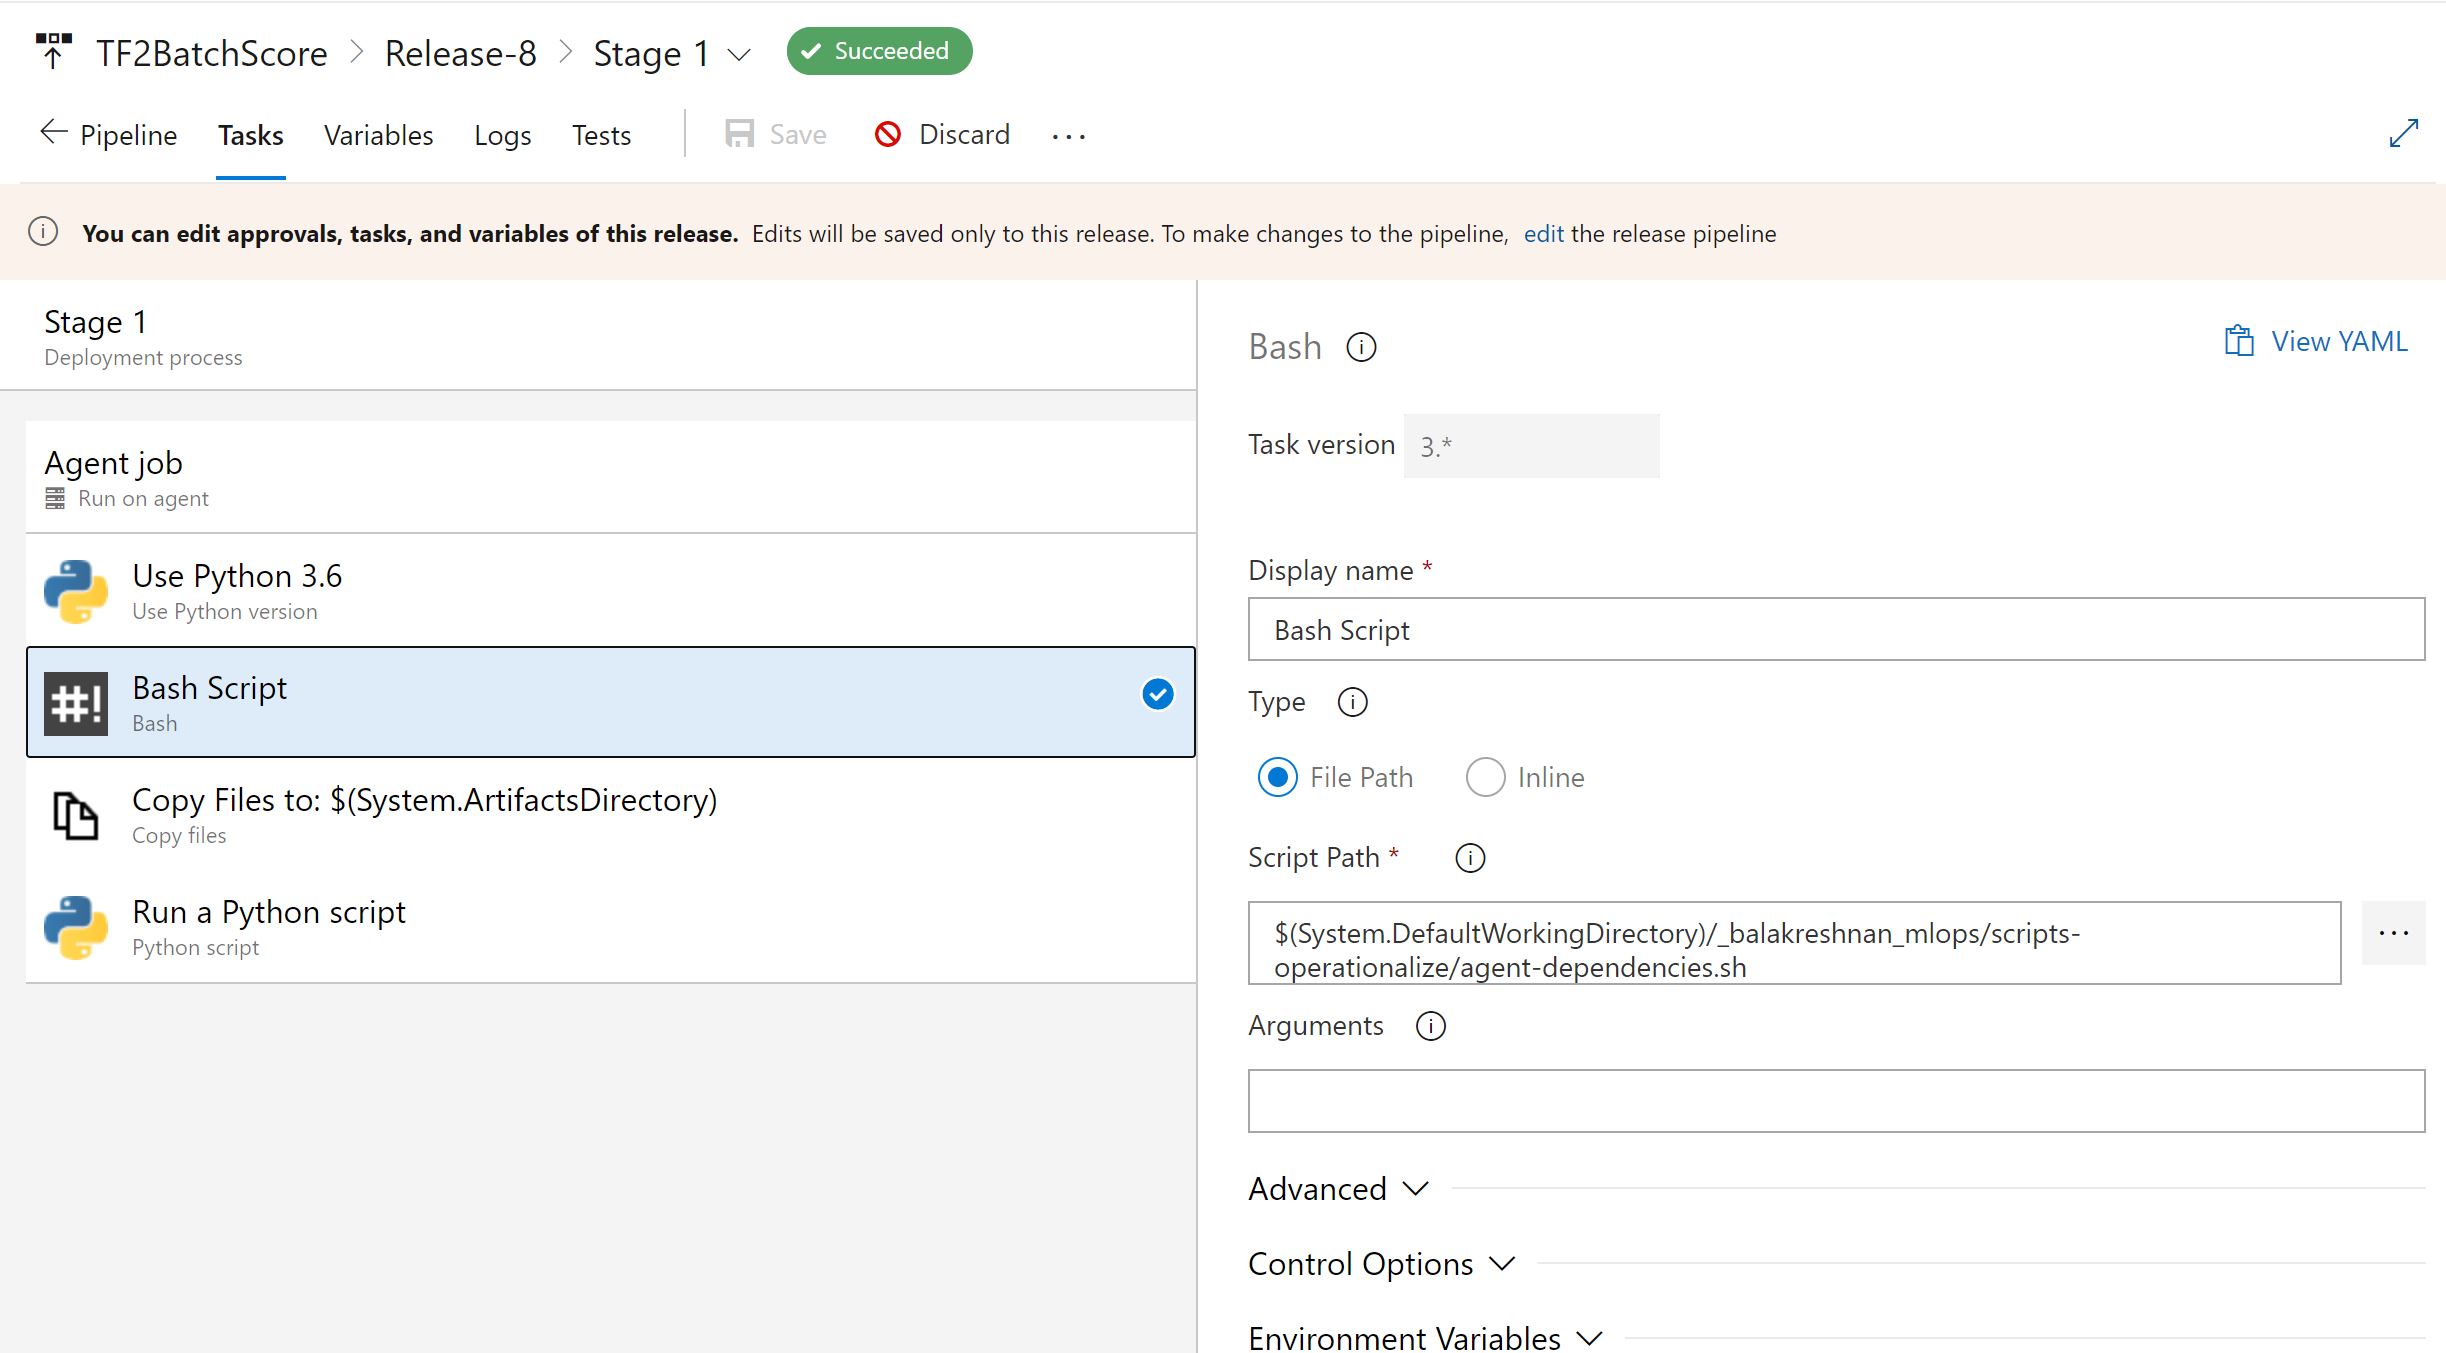 TF2BatchScore > Release-8 > Stage 1 Succeeded
Pipeline Tasks Variables Logs Tests Save Discard ...
You can edit approvals, tasks, and variables of this release. Edits will be saved only to this release. To make changes to the pipeline, edit the release pipeline
Stage 1
Deployment process
Agent job
Run on agent
Use Python 3.6
Use Python version
#! Bash Script
Bash
Copy Files to: $(System.ArtifactsDirectory)
Copy files
Run a Python script
Python script
Bash
View YAML
Task version 3.*
Display name *
Bash Script
Type
File Path Inline
Script Path *
$(System.DefaultWorkingDirectory)/_balakreshnan_mlops/scripts-
operationalize/agent-dependencies.sh
...
Arguments
Advanced
Control Options
Environment Variables